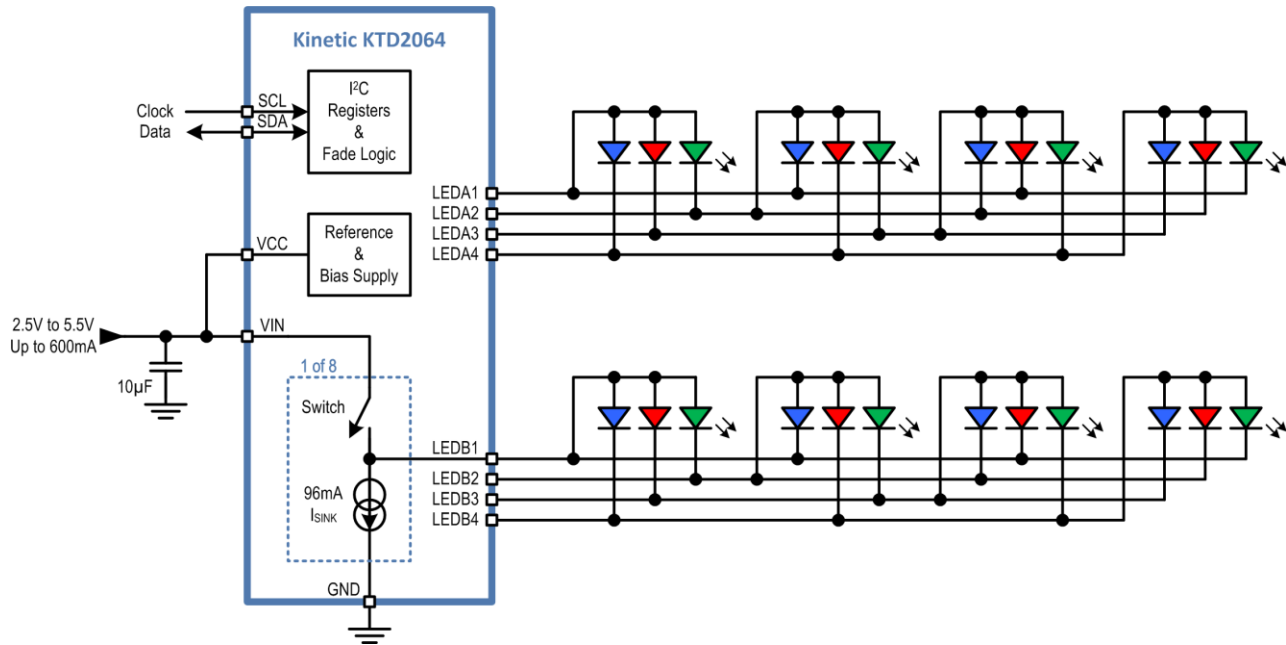 Kinetic KTD2064
Clock
Data
SCL
SDA
I²C
Registers
&
Fade Logic
LEDA1
LEDA2
LEDA3
LEDA4
VCC
Reference
&
Bias Supply
2.5V to 5.5V
Up to 600mA
10µF
VIN
1 of 8
Switch
96mA
ISINK
LEDB1
LEDB2
LEDB3
LEDB4
GND